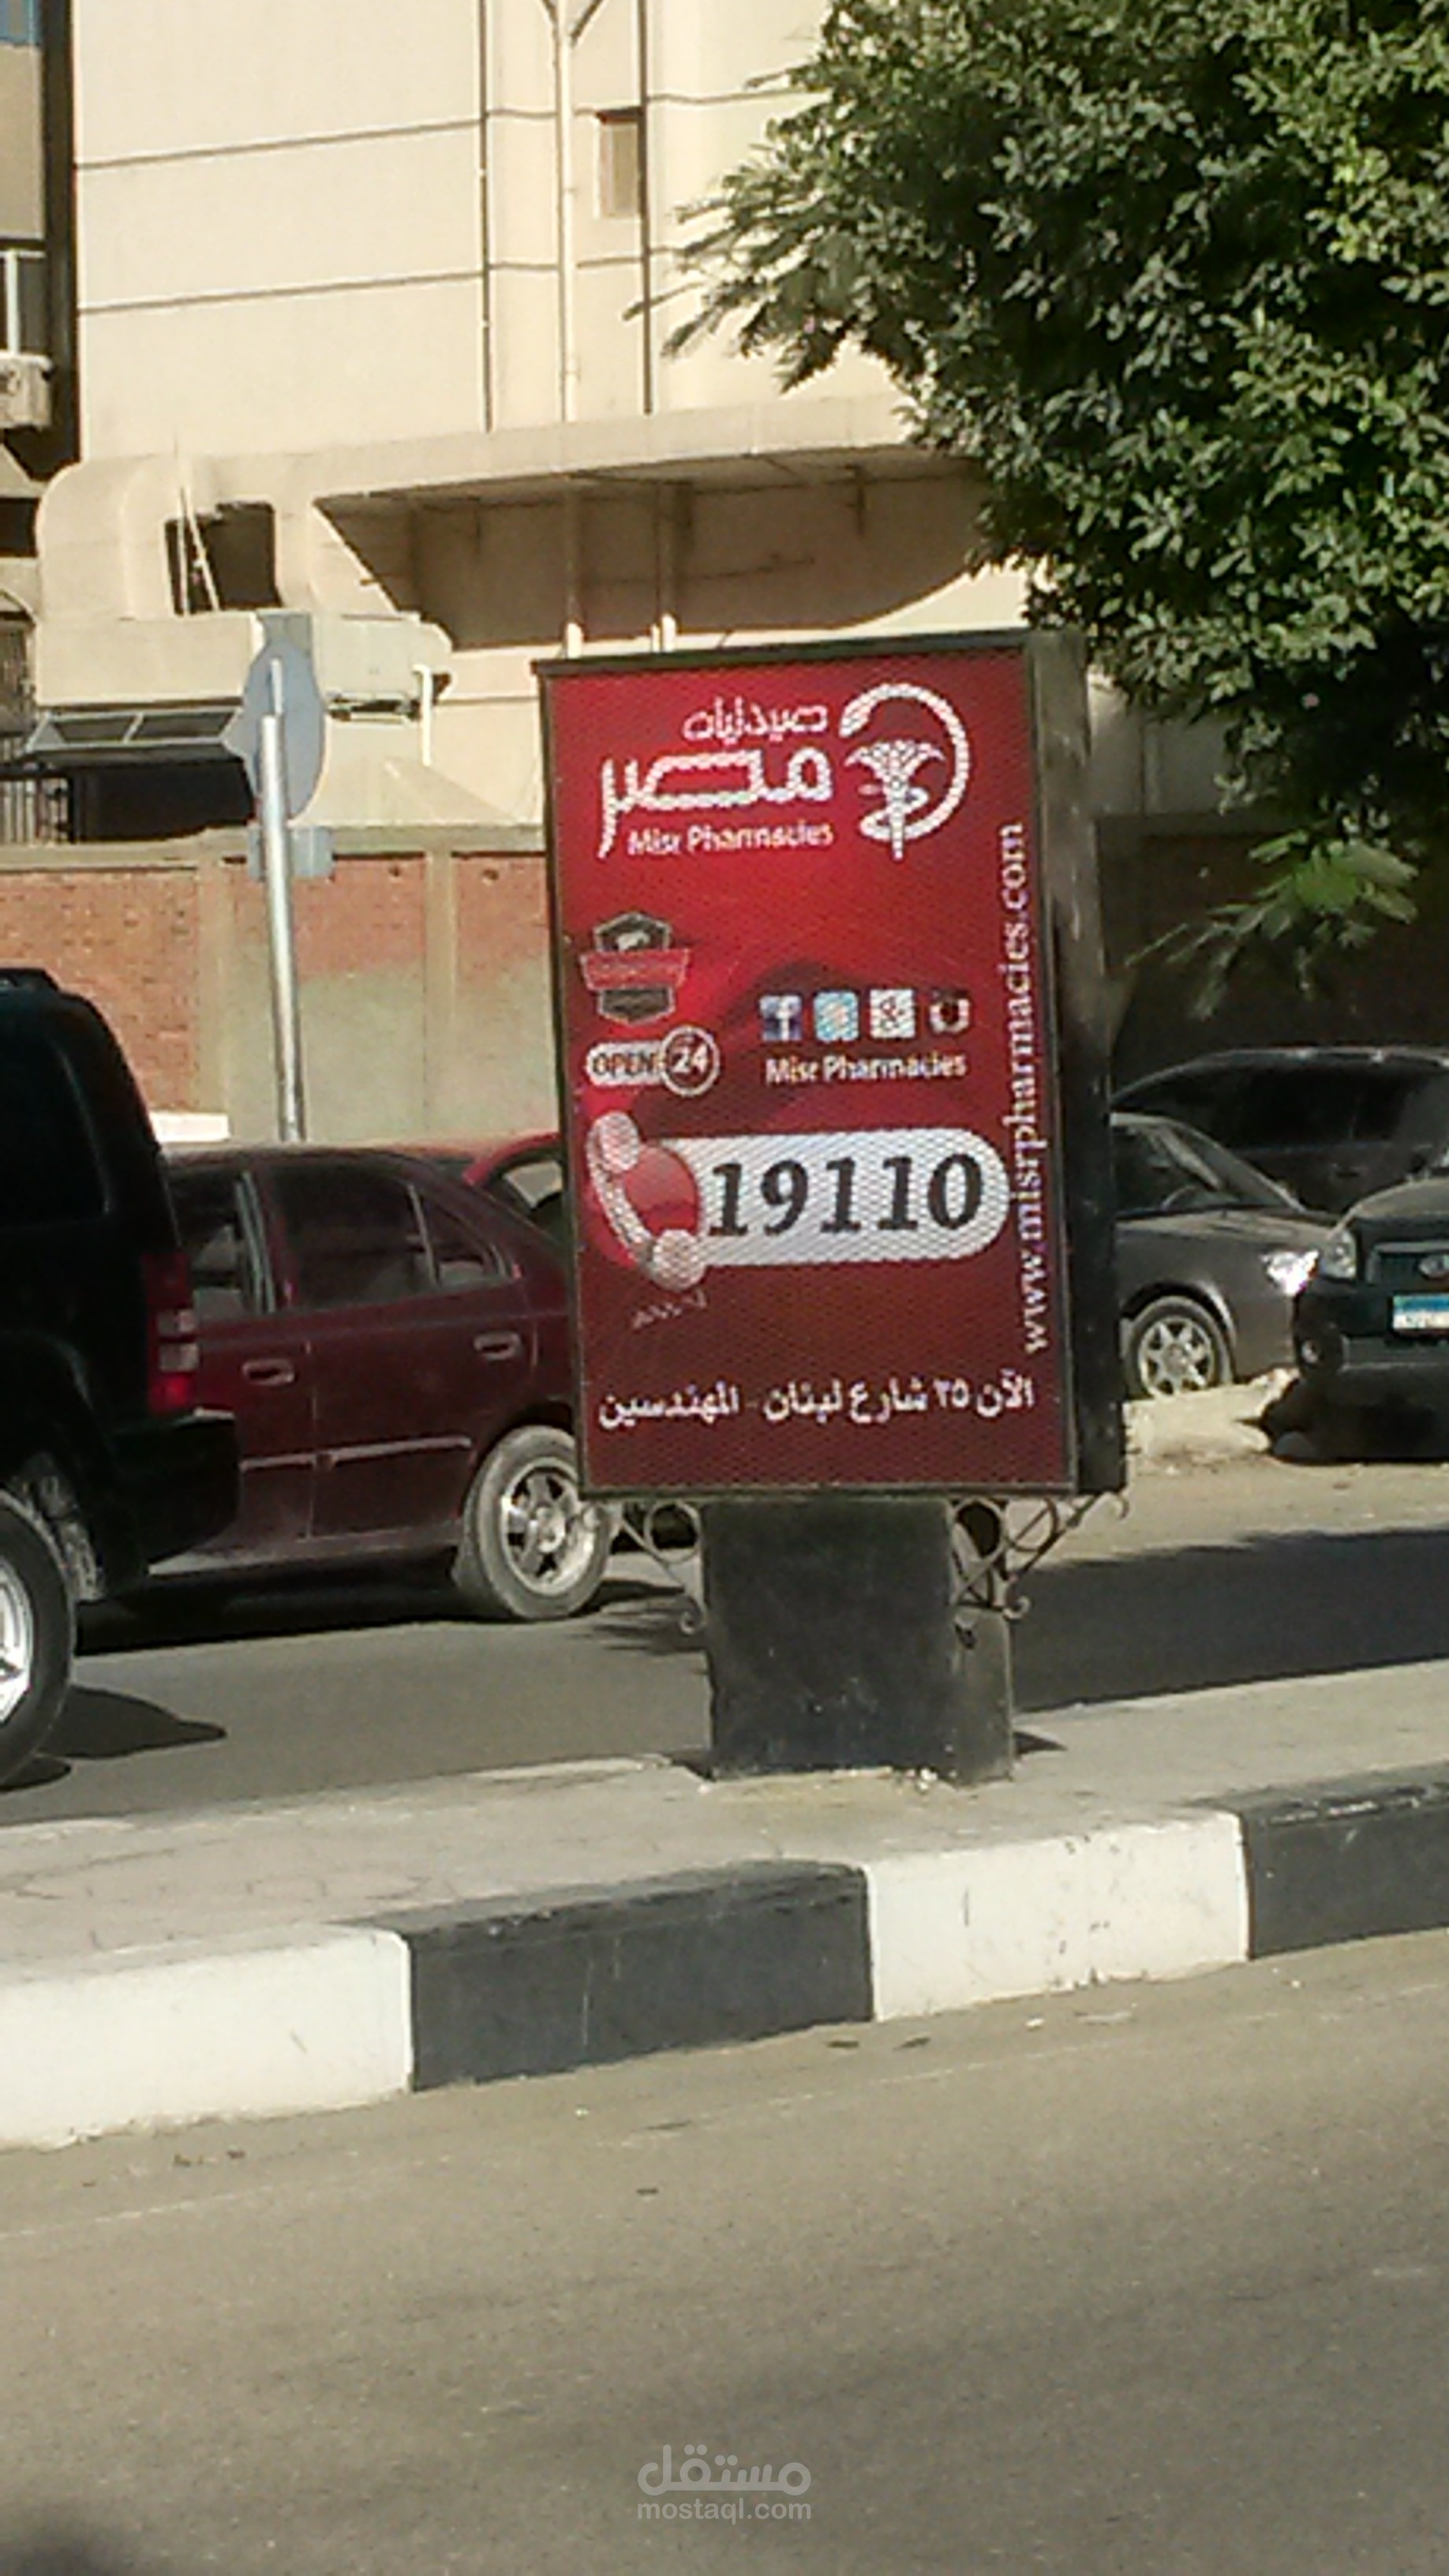 صيدليات
مصر
Misr Pharmacies
OPEN 24
Misr Pharmacies
19110
www.misrpharmacies.com
الآن ٣٥ شارع لبنان - المهندسين
مستقل
mostaql.com